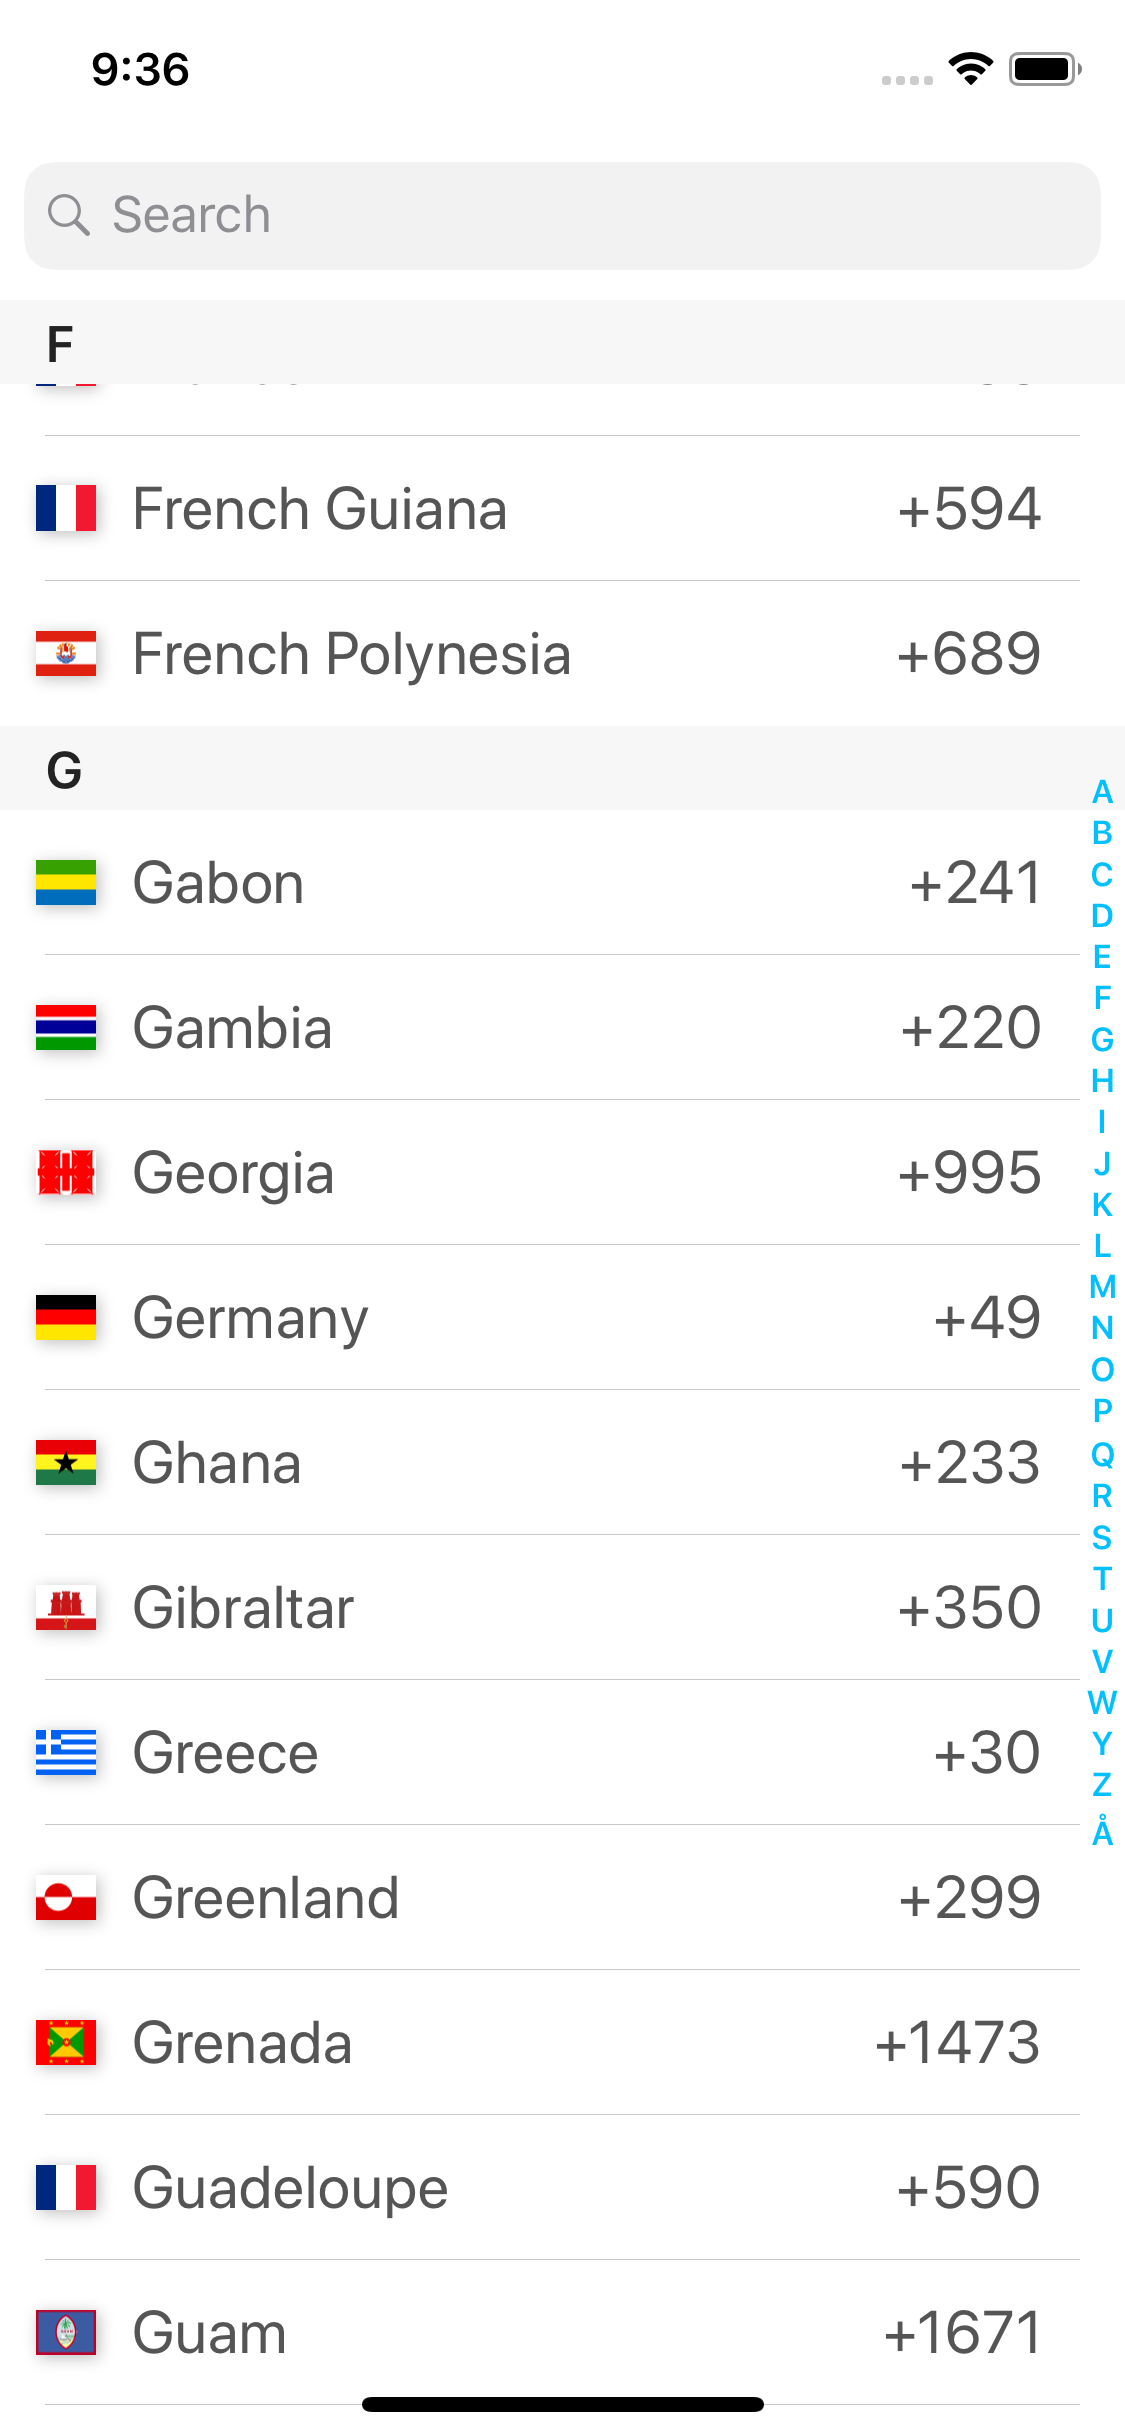 9:36
Search
F
French Guiana +594
French Polynesia +689
G
Gabon +241
Gambia +220
Georgia +995
Germany +49
Ghana +233
Gibraltar +350
Greece +30
Greenland +299
Grenada +1473
Guadeloupe +590
Guam +1671
A
B
C
D
E
F
G
H
I
J
K
L
M
N
O
P
Q
R
S
T
U
V
W
Y
Z
Å